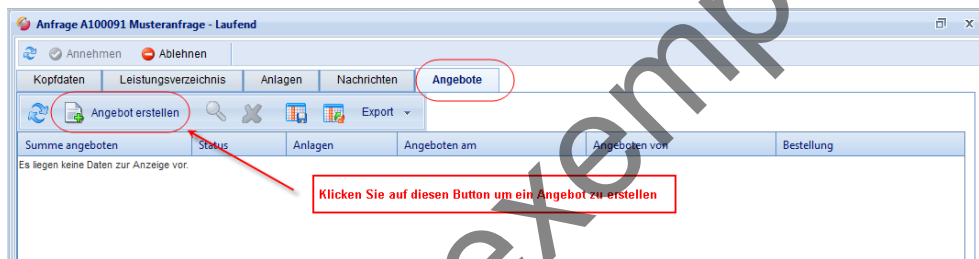 Anfrage A100091 Musteranfrage - Laufend
Annehmen Ablehnen
Kopfdaten Leistungsverzeichnis Anlagen Nachrichten Angebote
Angebot erstellen Export
Summe angeboten Status Anlagen Angeboten am Angeboten von Bestellung
Es liegen keine Daten zur Anzeige vor.
Klicken Sie auf diesen Button um ein Angebot zu erstellen
exemp